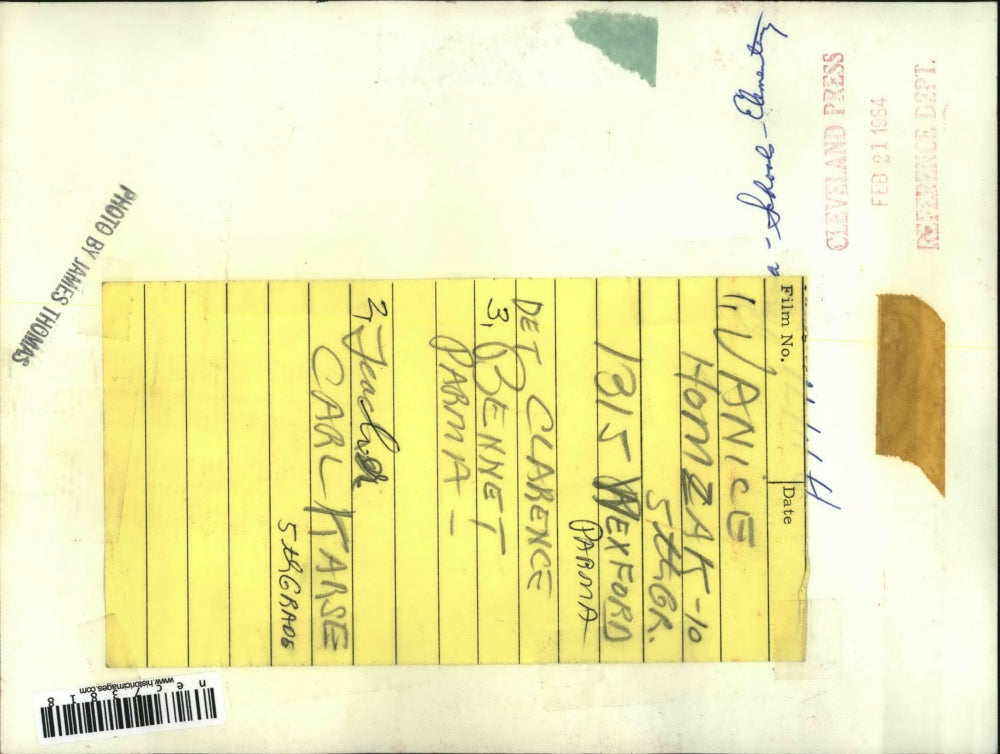 CLEVELAND PRESS
FEB 21 1964
REFERENCE DEPT.
- Schools - Elementary
PHOTO BY JAMES THOMAS
Film No. Date
1, JANICE
HOMZAK-10
5th GR.
1315 WEXFORD
PARMA
DET CLARENCE
3, BENNET
PARMA -
2, Teacher
CARL KARSE
5th GRADE
www.historicimages.com
nec73818